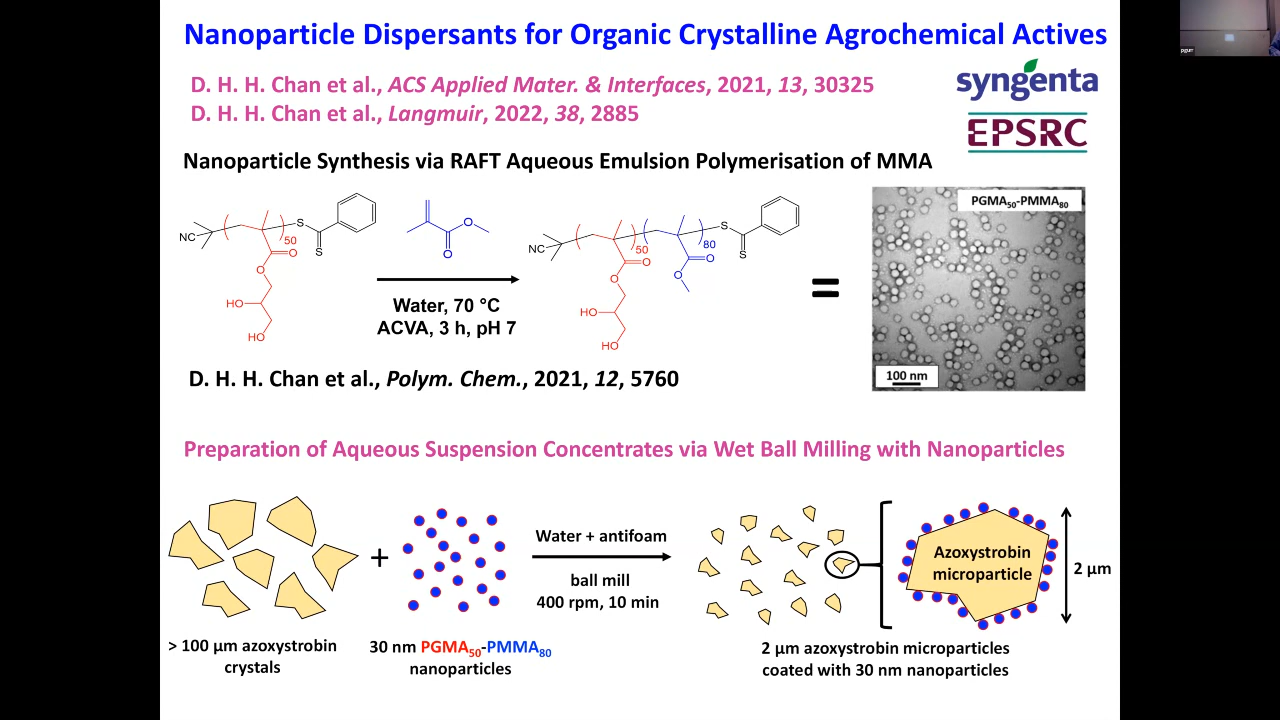 Nanoparticle Dispersants for Organic Crystalline Agrochemical Actives
D. H. H. Chan et al., ACS Applied Mater. & Interfaces, 2021, 13, 30325
D. H. H. Chan et al., Langmuir, 2022, 38, 2885
syngenta
EPSRC
Nanoparticle Synthesis via RAFT Aqueous Emulsion Polymerisation of MMA
NC
50
S
S
O
O
HO
HO
O
O
Water, 70 °C
ACVA, 3 h, pH 7
NC
50
80
S
S
O
O
O
O
HO
HO
=
PGMA50-PMMA80
100 nm
D. H. H. Chan et al., Polym. Chem., 2021, 12, 5760
Preparation of Aqueous Suspension Concentrates via Wet Ball Milling with Nanoparticles
+
Water + antifoam
ball mill
400 rpm, 10 min
Azoxystrobin
microparticle
2 µm
> 100 µm azoxystrobin
crystals
30 nm PGMA50-PMMA80
nanoparticles
2 µm azoxystrobin microparticles
coated with 30 nm nanoparticles